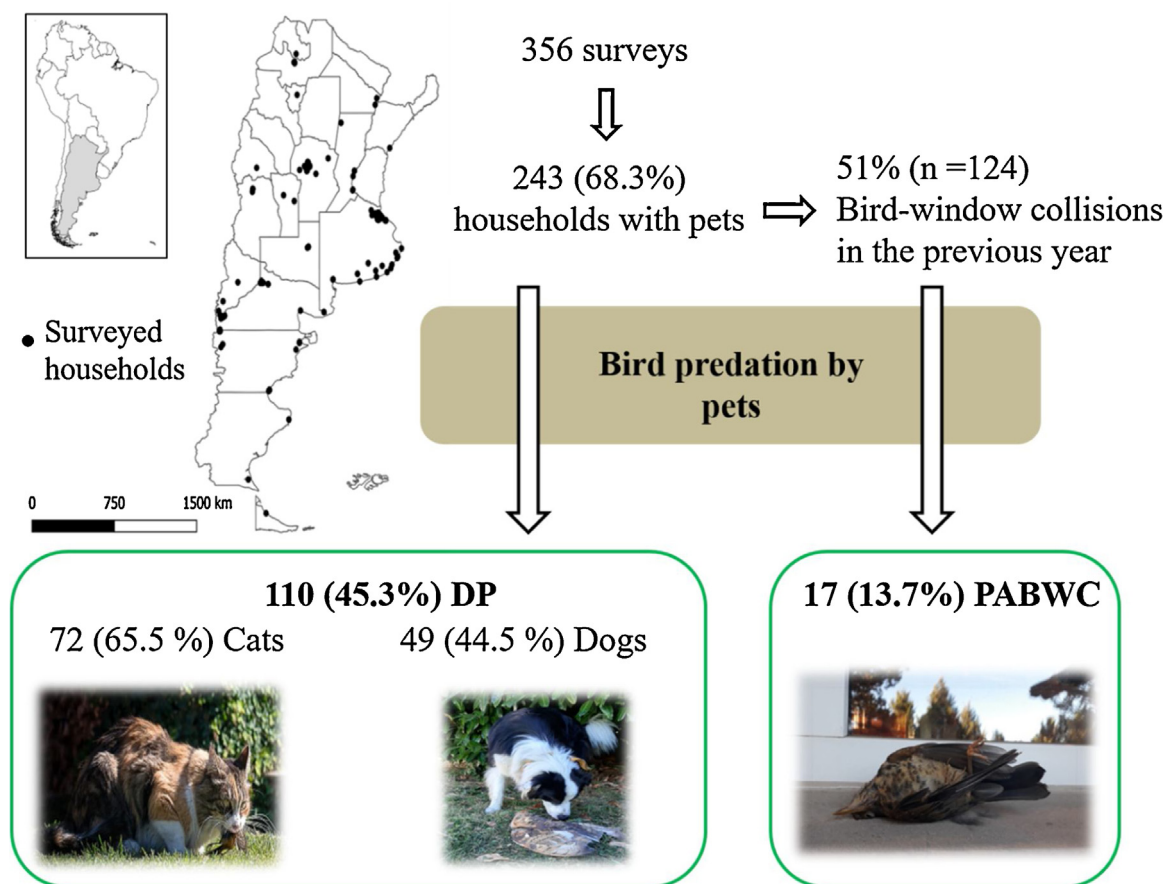 356 surveys
243 (68.3%)
households with pets
51% (n =124)
Bird-window collisions
in the previous year
Surveyed
households
0 750 1500 km
Bird predation by
pets
110 (45.3%) DP
72 (65.5 %) Cats
49 (44.5 %) Dogs
17 (13.7%) PABWC